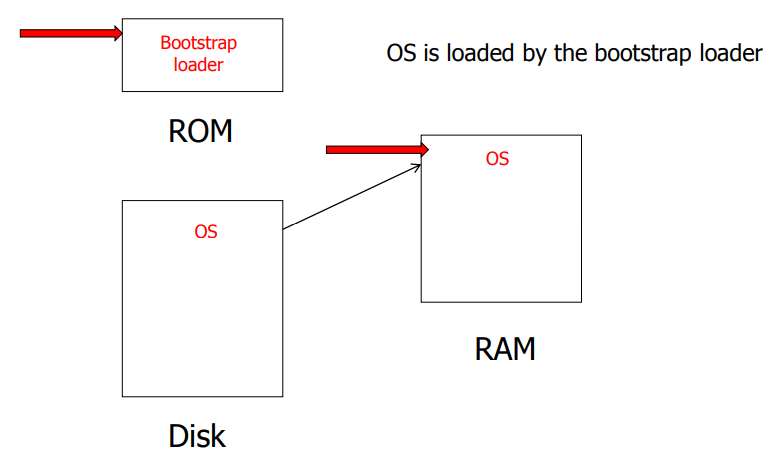 Bootstrap
loader
OS is loaded by the bootstrap loader
ROM
OS
OS
RAM
Disk